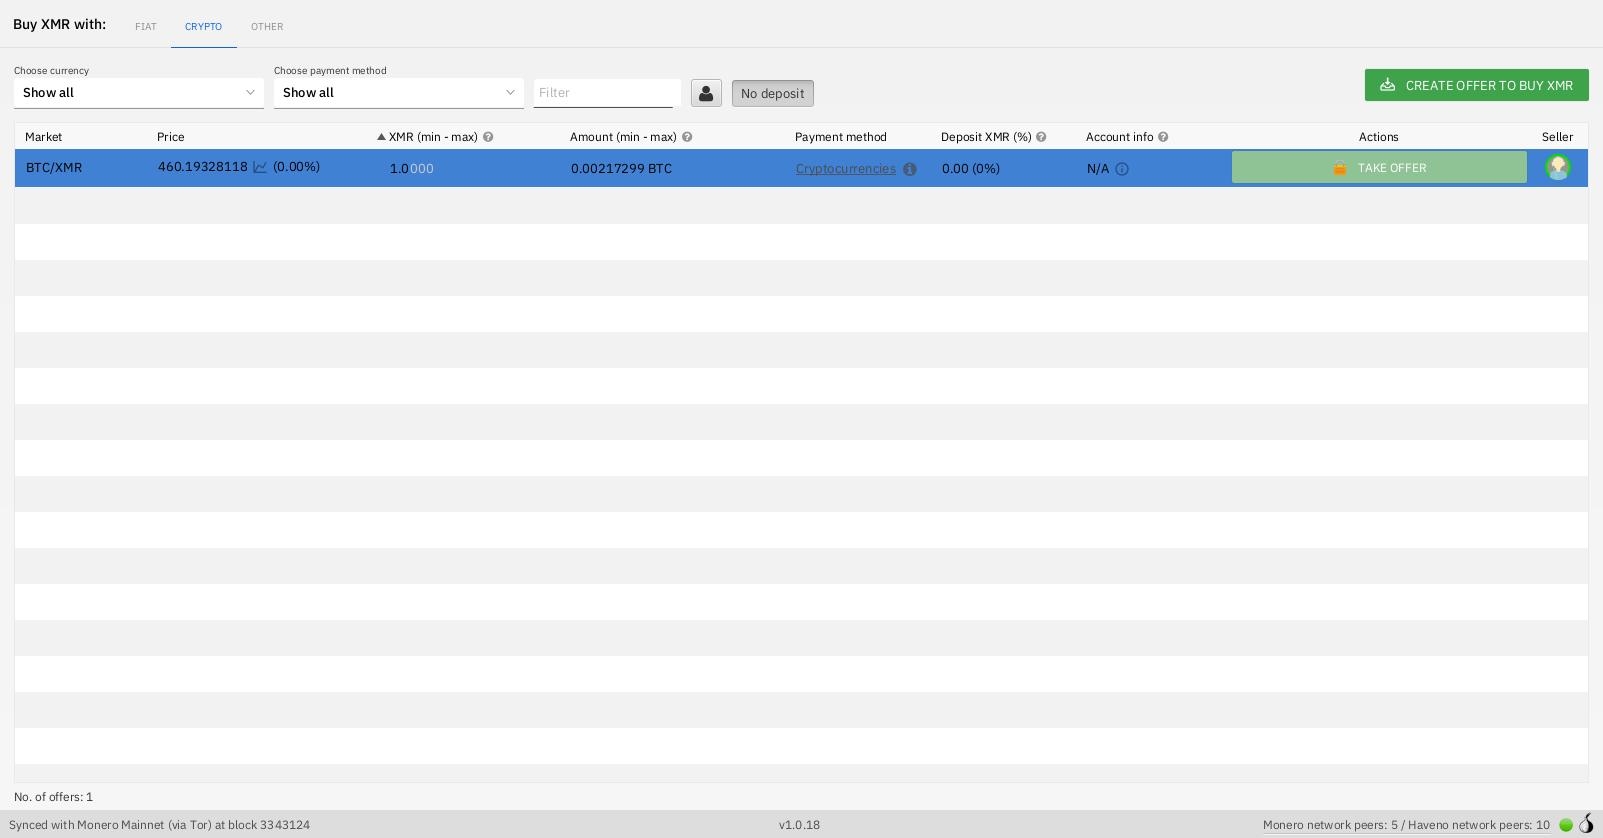 Buy XMR with: FIAT CRYPTO OTHER
Choose currency Choose payment method
Show all Show all Filter No deposit CREATE OFFER TO BUY XMR
Market Price XMR (min - max) Amount (min - max) Payment method Deposit XMR (%) Account info Actions Seller
BTC/XMR 460.19328118 (0.00%) 1.0000 0.00217299 BTC Cryptocurrencies 0.00 (0%) N/A TAKE OFFER
No. of offers: 1
Synced with Monero Mainnet (via Tor) at block 3343124 v1.0.18 Monero network peers: 5 / Haveno network peers: 10